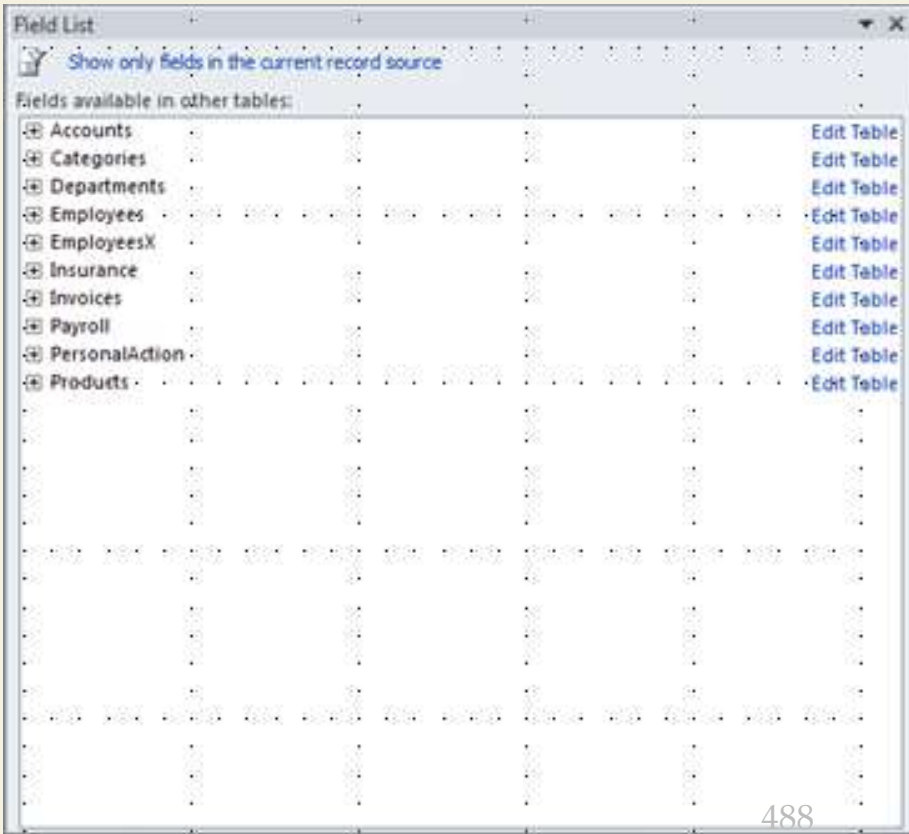 Field List
Show only fields in the current record source
Fields available in other tables:
Accounts Edit Table
Categories Edit Table
Departments Edit Table
Employees Edit Table
EmployeesX Edit Table
Insurance Edit Table
Invoices Edit Table
Payroll Edit Table
PersonalAction Edit Table
Products Edit Table
488